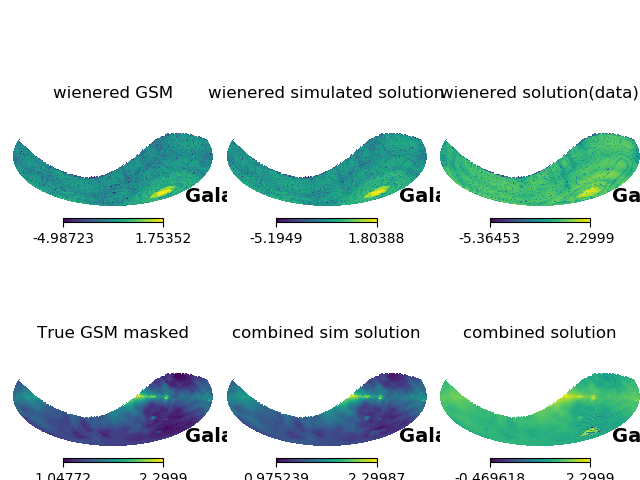 wienered GSM
wienered simulated solution
wienered solution(data)
Gala
Gala
Ga
-4.98723 1.75352
-5.1949 1.80388
-5.36453 2.2999
True GSM masked
combined sim solution
combined solution
Gala
Gala
Ga
1.04772 2.2999
0.975239 2.29987
-0.469618 2.2999